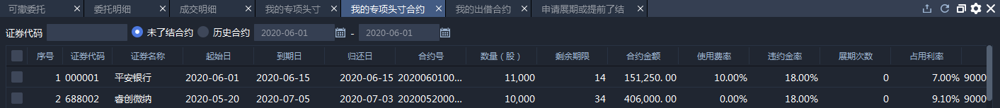 可撤委托 委托明细 成交明细 我的专项头寸 我的专项头寸合约 我的出借合约 申请展期或提前了结
证券代码 未了结合约 历史合约 2020-06-01 - 2020-06-01
序号 证券代码 证券名称 起始日 到期日 归还日 合约号 数量（股） 剩余期限 合约金额 使用费率 违约金率 展期次数 占用利率
1 000001 平安银行 2020-06-01 2020-06-15 2020-06-15 2020060100... 11,000 14 151,250.00 10.00% 18.00% 0 7.00% 9000
2 688002 睿创微纳 2020-05-20 2020-07-05 2020-07-03 2020052000... 10,000 34 406,000.00 0.00% 18.00% 0 9.10% 9000